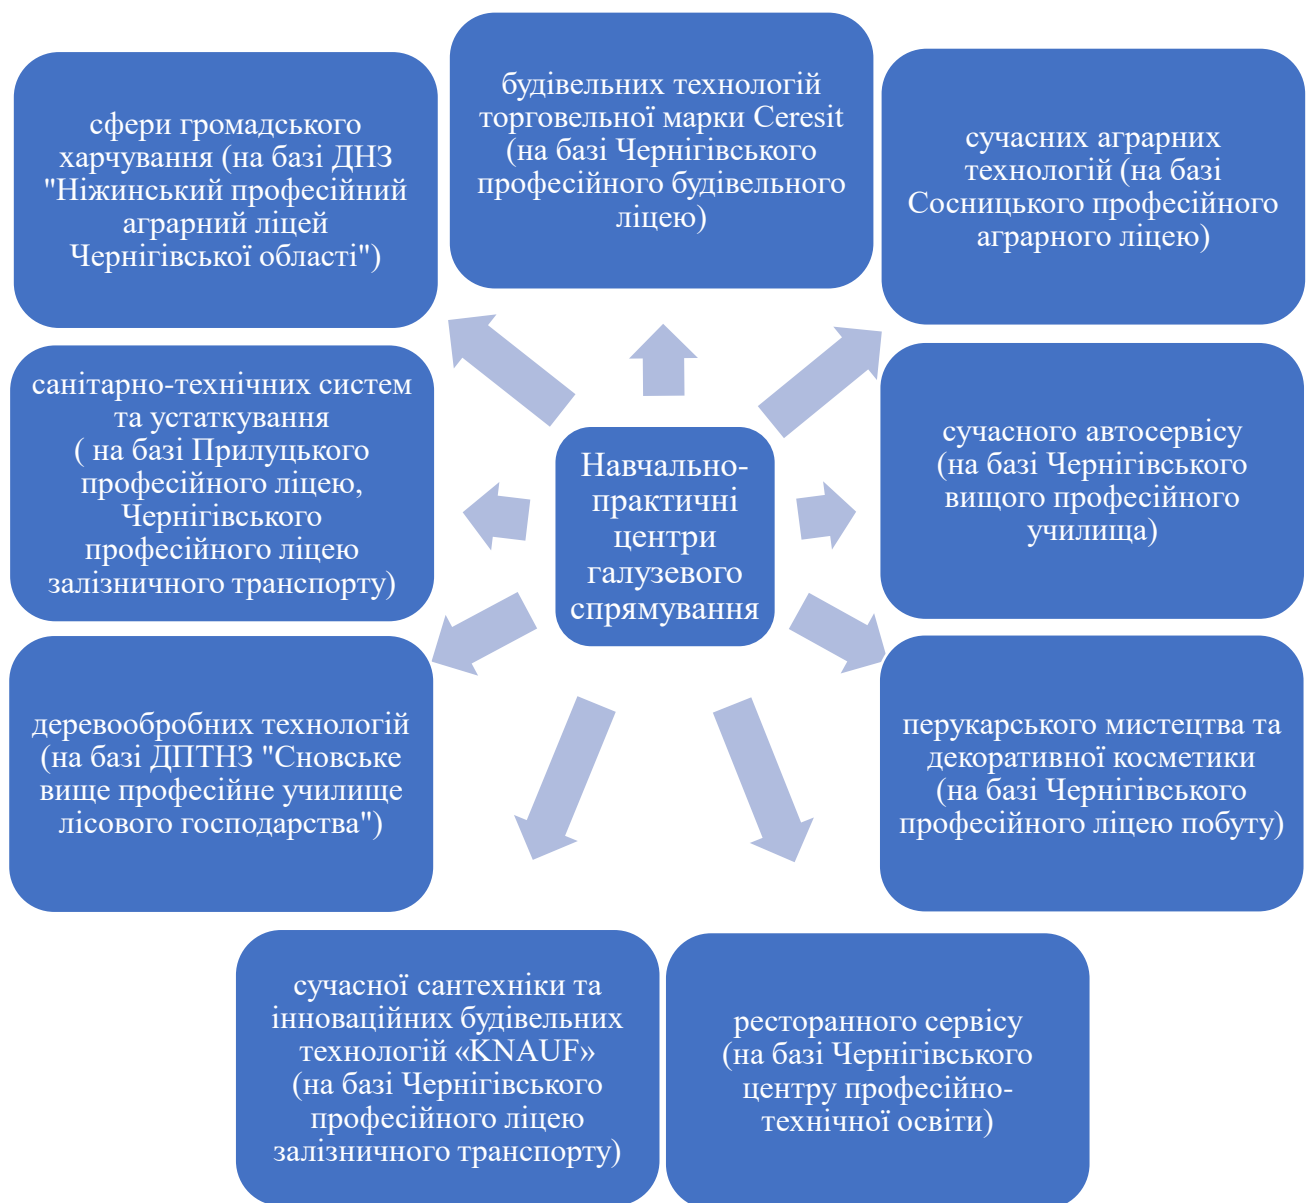 сфери громадського
харчування (на базі ДНЗ
"Ніжинський професійний
аграрний ліцей
Чернігівської області")
будівельних технологій
торговельної марки Ceresit
(на базі Чернігівського
професійного будівельного
ліцею)
сучасних аграрних
технологій (на базі
Сосницького професійного
аграрного ліцею)
санітарно-технічних систем
та устаткування
( на базі Прилуцького
професійного ліцею,
Чернігівського
професійного ліцею
залізничного транспорту)
Навчально-
практичні
центри
галузевого
спрямування
сучасного автосервісу
(на базі Чернігівського
вищого професійного
училища)
деревообробних технологій
(на базі ДПТНЗ "Сновське
вище професійне училище
лісового господарства")
перукарського мистецтва та
декоративної косметики
(на базі Чернігівського
професійного ліцею побуту)
сучасної сантехніки та
інноваційних будівельних
технологій «KNAUF»
(на базі Чернігівського
професійного ліцею
залізничного транспорту)
ресторанного сервісу
(на базі Чернігівського
центру професійно-
технічної освіти)